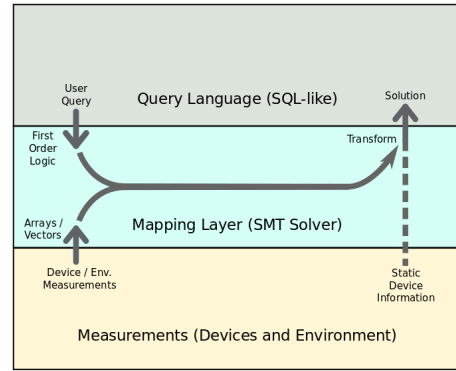 User
Query
Query Language (SQL-like)
Solution
First
Order
Logic
Transform
Arrays /
Vectors
Mapping Layer (SMT Solver)
Device / Env.
Measurements
Static
Device
Information
Measurements (Devices and Environment)